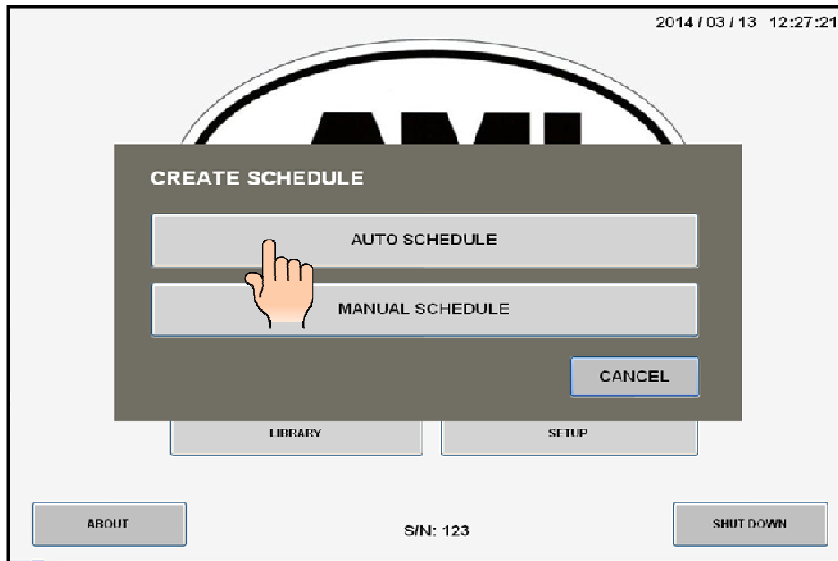 2014 / 03 / 13 12:27:21
AMI
CREATE SCHEDULE
AUTO SCHEDULE
MANUAL SCHEDULE
CANCEL
LIBRARY SETUP
ABOUT S/N: 123 SHUT DOWN